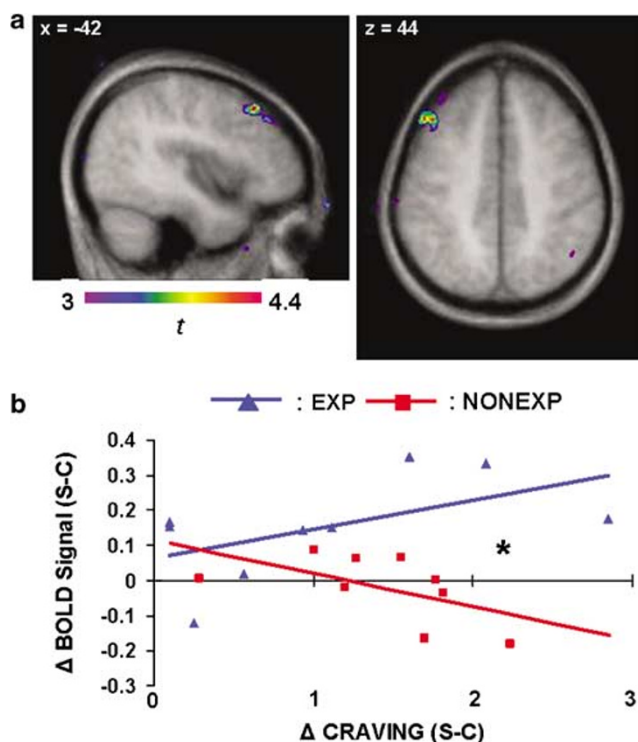 a
x = -42
z = 44
3 4.4
t
b
: EXP : NONEXP
0.4
0.3
0.2
0.1
0
-0.1
-0.2
-0.3
Δ BOLD Signal (S-C)
*
0 1 2 3
Δ CRAVING (S-C)